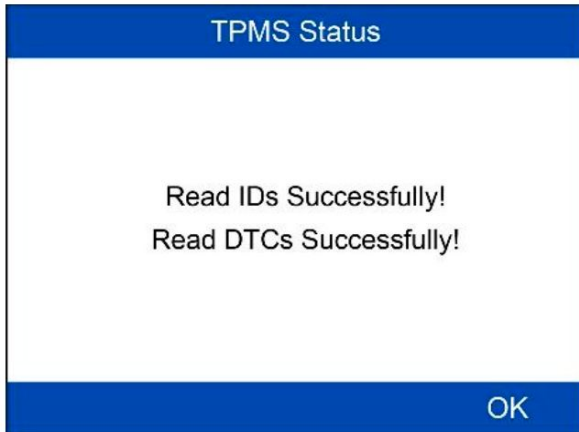 TPMS Status
Read IDs Successfully!
Read DTCs Successfully!
OK